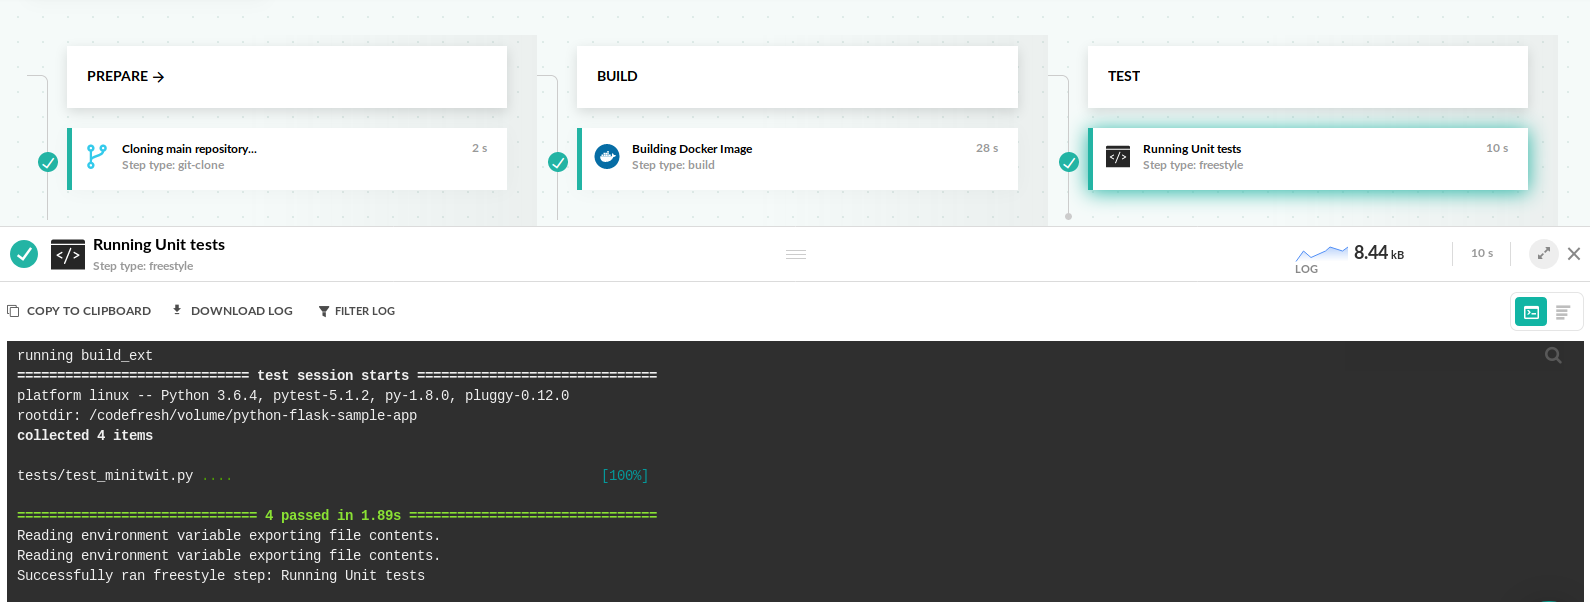 PREPARE →
BUILD
TEST
Cloning main repository...
2 s
Step type: git-clone
Building Docker Image
28 s
Step type: build
</>
Running Unit tests
10 s
Step type: freestyle
</>
Running Unit tests
Step type: freestyle
LOG
8.44 kB
10 s
COPY TO CLIPBOARD
DOWNLOAD LOG
FILTER LOG
running build_ext
============================= test session starts ==============================
platform linux -- Python 3.6.4, pytest-5.1.2, py-1.8.0, pluggy-0.12.0
rootdir: /codefresh/volume/python-flask-sample-app
collected 4 items
tests/test_minitwit.py .... [100%]
============================== 4 passed in 1.89s ===============================
Reading environment variable exporting file contents.
Reading environment variable exporting file contents.
Successfully ran freestyle step: Running Unit tests